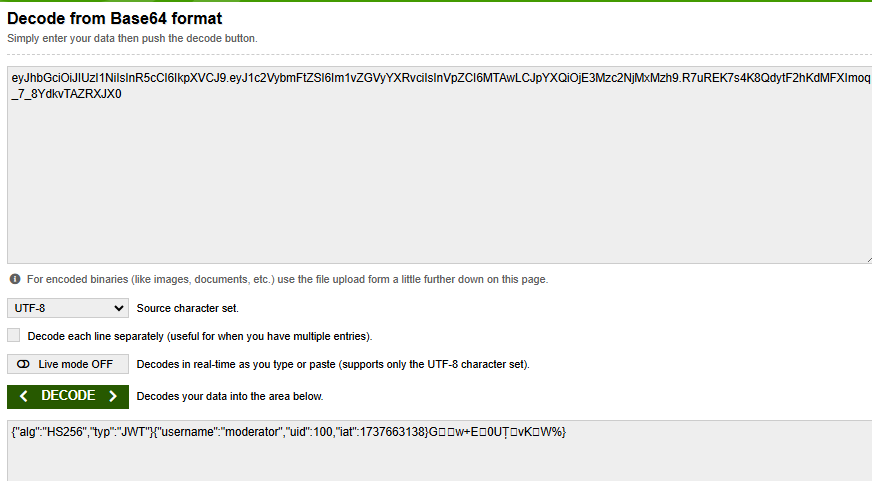 Decode from Base64 format
Simply enter your data then push the decode button.
eyJhbGciOiJIUzI1NiIsInR5cCI6IkpXVCJ9.eyJ1c2VybmFtZSI6Im1vZGVyYXRvciIsInVpZCI6MTAwLCJpYXQiOjE3Mzc2NjMxMzh9.R7uREK7s4K8QdytF2hKdMFXImoq
_7_8YdkvTAZRXJX0
For encoded binaries (like images, documents, etc.) use the file upload form a little further down on this page.
UTF-8 Source character set.
Decode each line separately (useful for when you have multiple entries).
Live mode OFF Decodes in real-time as you type or paste (supports only the UTF-8 character set).
DECODE Decodes your data into the area below.
{"alg":"HS256","typ":"JWT"}{"username":"moderator","uid":100,"iat":1737663138}G□□w+E□0UȚ□vK□W%}